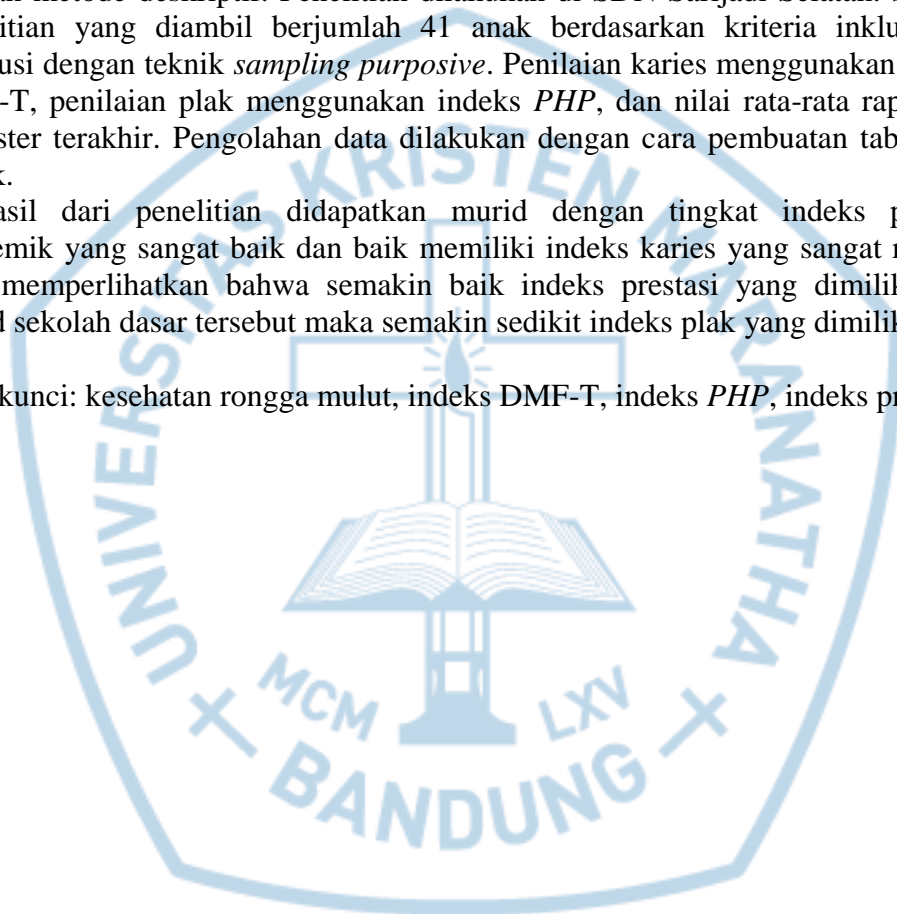 metode deskriptif. Penelitian dilakukan di SDN Sarijadi Selatan.
itian yang diambil berjumlah 41 anak berdasarkan kriteria inklu
usi dengan teknik sampling purposive. Penilaian karies menggunakan
-T, penilaian plak menggunakan indeks PHP, dan nilai rata-rata rap
ster terakhir. Pengolahan data dilakukan dengan cara pembuatan tab
k.
asil dari penelitian didapatkan murid dengan tingkat indeks p
emik yang sangat baik dan baik memiliki indeks karies yang sangat
memperlihatkan bahwa semakin baik indeks prestasi yang dimilik
d sekolah dasar tersebut maka semakin sedikit indeks plak yang dimilik
kunci: kesehatan rongga mulut, indeks DMF-T, indeks PHP, indeks pr
UNIVERSITAS KRISTEN MARANATHA
MCM LXV
BANDUNG